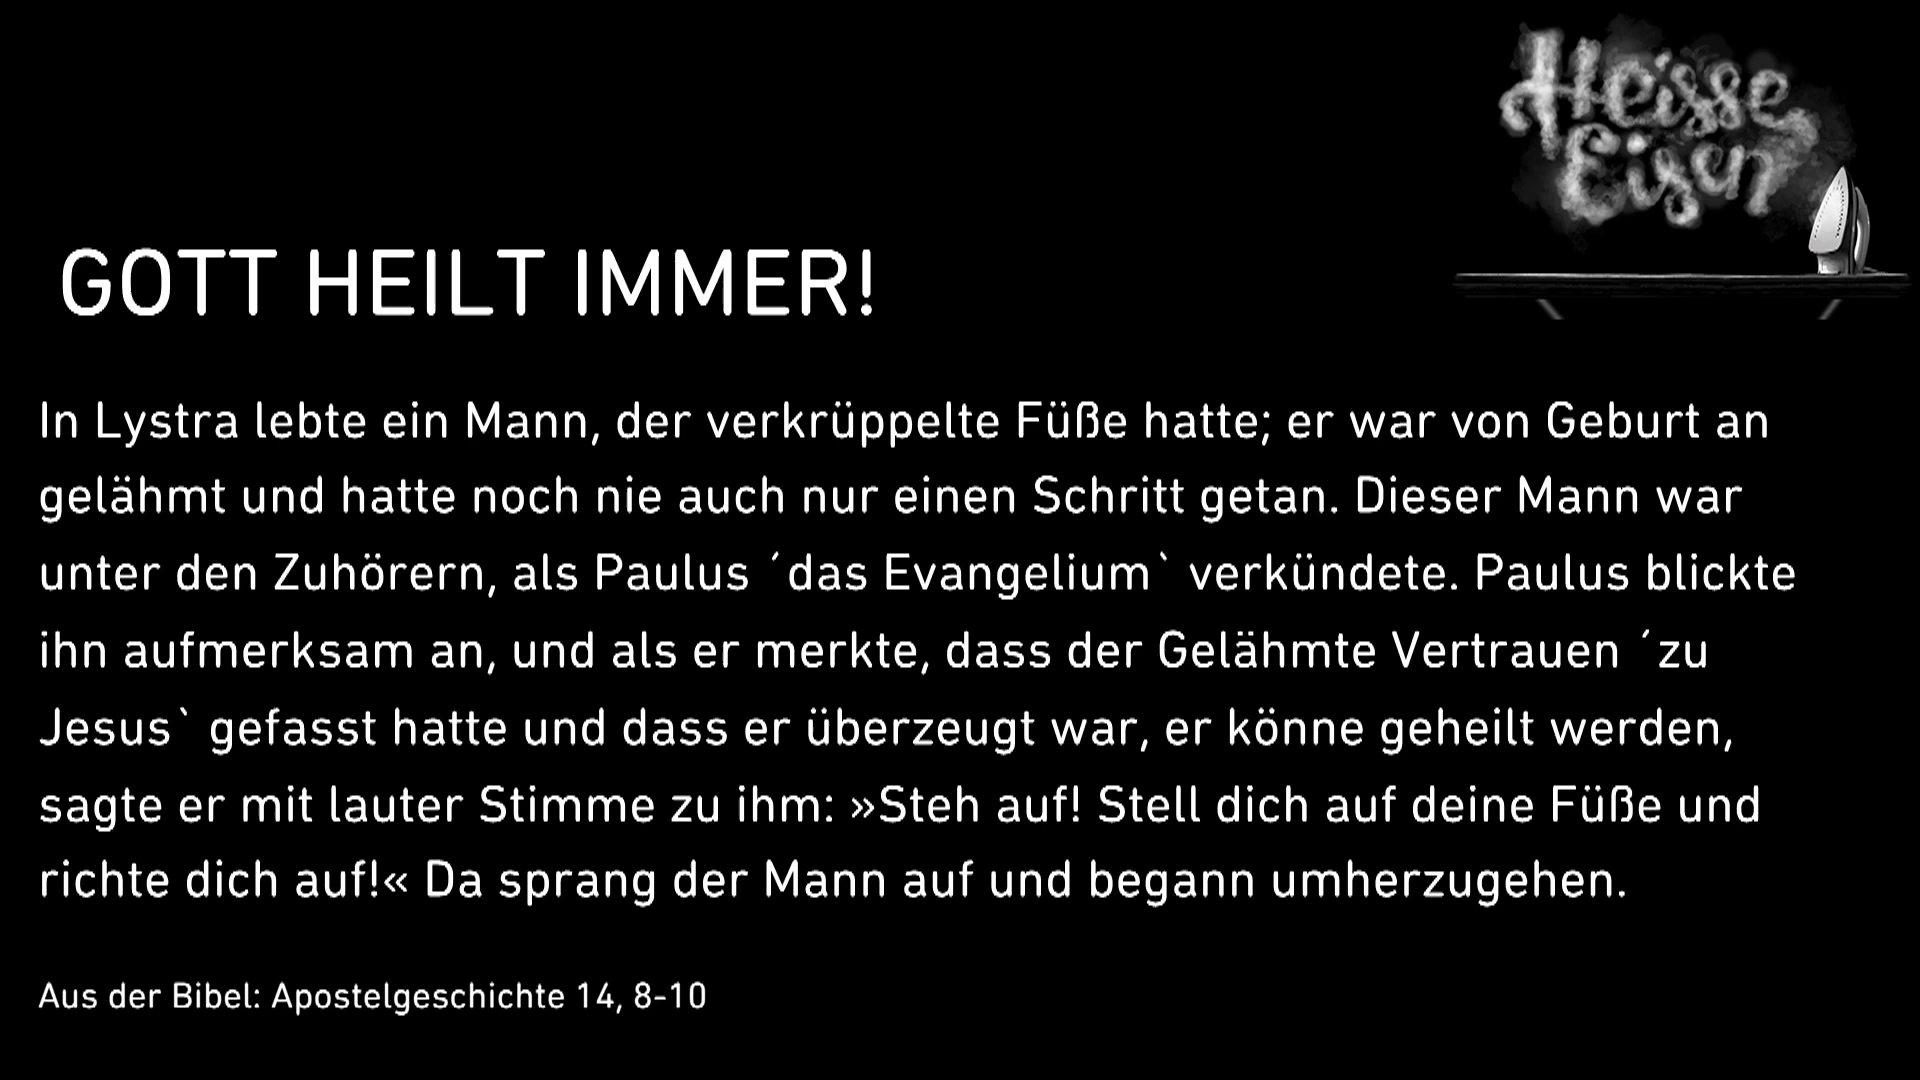 Heisse
Eisen
GOTT HEILT IMMER!
In Lystra lebte ein Mann, der verkrüppelte Füße hatte; er war von Geburt an
gelähmt und hatte noch nie auch nur einen Schritt getan. Dieser Mann war
unter den Zuhörern, als Paulus ´das Evangelium` verkündete. Paulus blickte
ihn aufmerksam an, und als er merkte, dass der Gelähmte Vertrauen ´zu
Jesus` gefasst hatte und dass er überzeugt war, er könne geheilt werden,
sagte er mit lauter Stimme zu ihm: »Steh auf! Stell dich auf deine Füße und
richte dich auf!« Da sprang der Mann auf und begann umherzugehen.
Aus der Bibel: Apostelgeschichte 14, 8-10